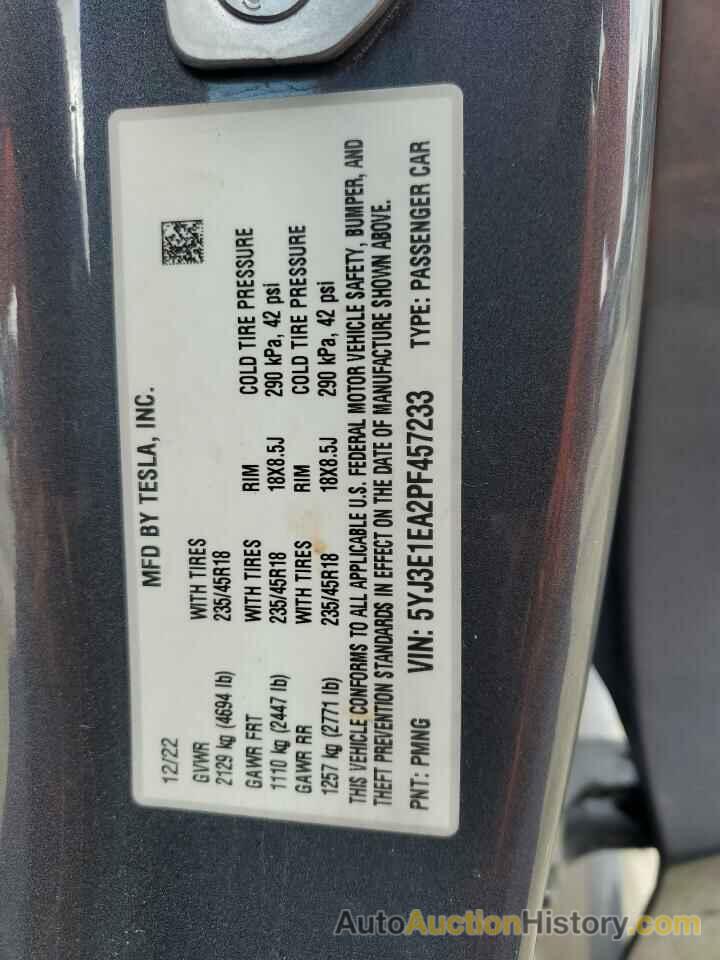 MFD BY TESLA, INC.
12/22
GVWR WITH TIRES
2129 kg (4694 lb) 235/45R18
GAWR FRT WITH TIRES RIM COLD TIRE PRESSURE
1110 kg (2447 lb) 235/45R18 18X8.5J 290 kPa, 42 psi
GAWR RR WITH TIRES RIM COLD TIRE PRESSURE
1257 kg (2771 lb) 235/45R18 18X8.5J 290 kPa, 42 psi
THIS VEHICLE CONFORMS TO ALL APPLICABLE U.S. FEDERAL MOTOR VEHICLE SAFETY, BUMPER, AND
THEFT PREVENTION STANDARDS IN EFFECT ON THE DATE OF MANUFACTURE SHOWN ABOVE.
PNT: PMNG VIN: 5YJ3E1EA2PF457233 TYPE: PASSENGER CAR
AutoAuctionHistory.com